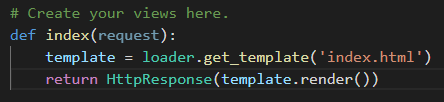 # Create your views here.
def index(request):
    template = loader.get_template('index.html')
    return HttpResponse(template.render())